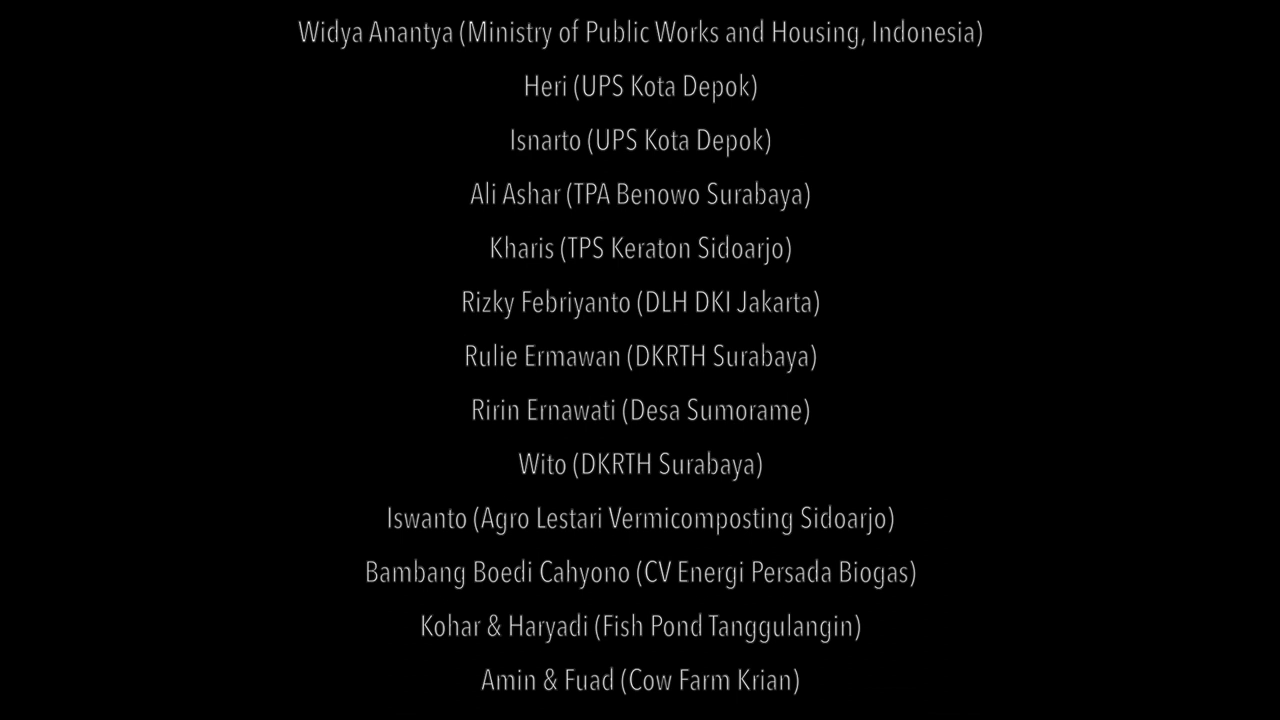 Widya Anantya (Ministry of Public Works and Housing, Indonesia)
Heri (UPS Kota Depok)
Isnarto (UPS Kota Depok)
Ali Ashar (TPA Benowo Surabaya)
Kharis (TPS Keraton Sidoarjo)
Rizky Febriyanto (DLH DKI Jakarta)
Rulie Ermawan (DKRTH Surabaya)
Ririn Ernawati (Desa Sumorame)
Wito (DKRTH Surabaya)
Iswanto (Agro Lestari Vermicomposting Sidoarjo)
Bambang Boedi Cahyono (CV Energi Persada Biogas)
Kohar & Haryadi (Fish Pond Tanggulangin)
Amin & Fuad (Cow Farm Krian)